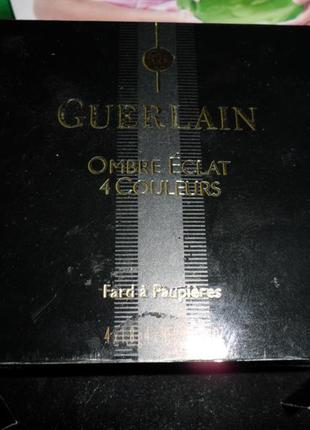 GUERLAIN
OMBRE ÉCLAT
4 COULEURS
Fard à Paupières